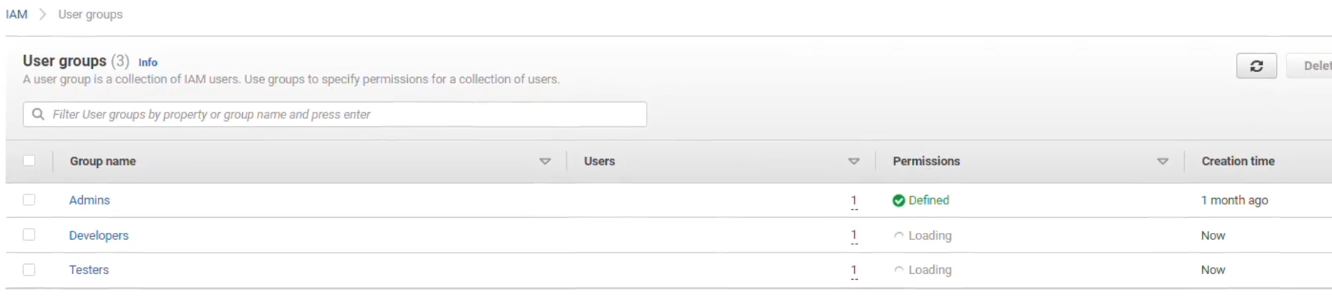 IAM > User groups
User groups (3) Info
A user group is a collection of IAM users. Use groups to specify permissions for a collection of users.
Delet
Filter User groups by property or group name and press enter
Group name Users Permissions Creation time
Admins 1 Defined 1 month ago
Developers 1 Loading Now
Testers 1 Loading Now